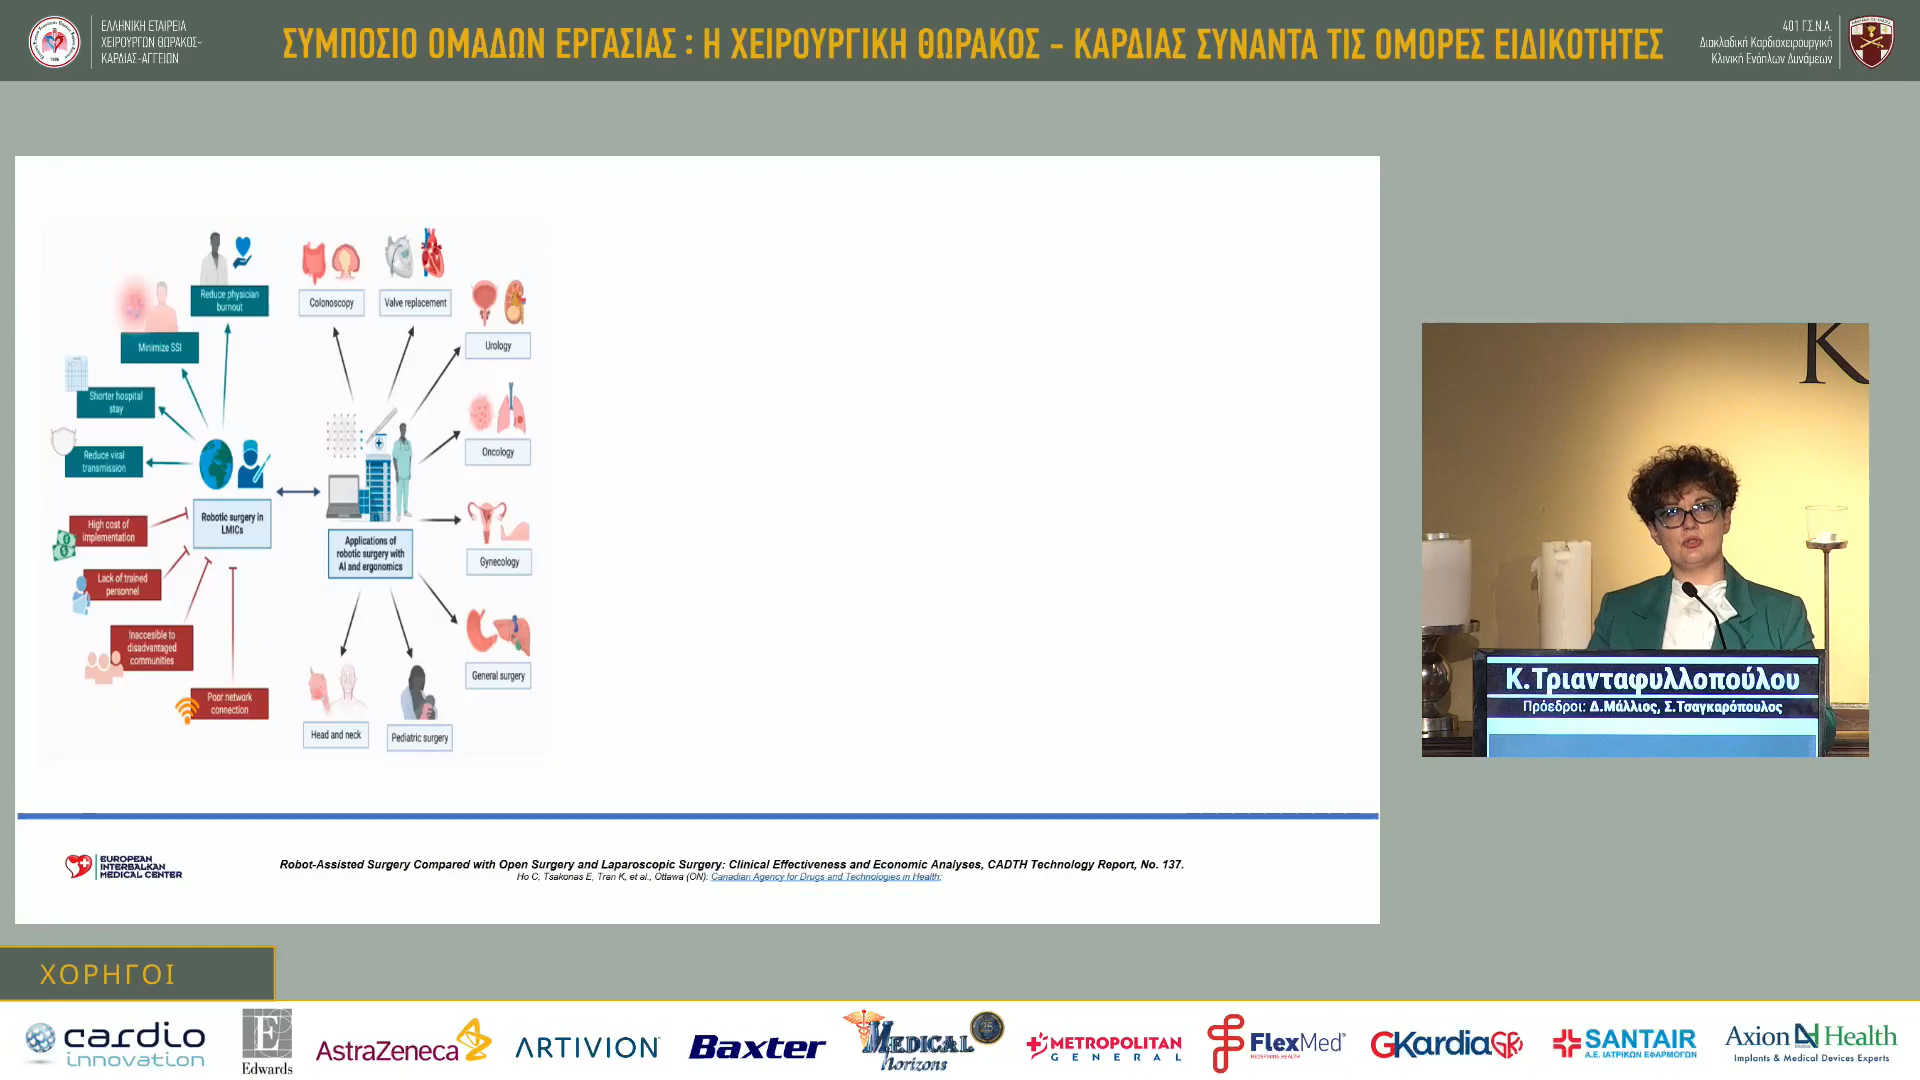 ΕΛΛΗΝΙΚΗ ΕΤΑΙΡΕΙΑ
ΧΕΙΡΟΥΡΓΩΝ ΘΩΡΑΚΟΣ-
ΚΑΡΔΙΑΣ-ΑΓΓΕΙΩΝ
ΣΥΜΠΟΣΙΟ ΟΜΑΔΩΝ ΕΡΓΑΣΙΑΣ : Η ΧΕΙΡΟΥΡΓΙΚΗ ΘΩΡΑΚΟΣ - ΚΑΡΔΙΑΣ ΣΥΝΑΝΤΑ ΤΙΣ ΟΜΟΡΕΣ ΕΙΔΙΚΟΤΗΤΕΣ
401 Γ.Σ.Ν.Α.
Διακλαδική Καρδιοχειρουργική
Κλινική Ενόπλων Δυνάμεων
Reduce physician
burnout
Minimize SSI
Shorter hospital
stay
Reduce viral
transmission
High cost of
implementation
Lack of trained
personnel
Inaccesible to
disadvantaged
communities
Poor network
connection
Robotic surgery in
LMICs
Applications of
robotic surgery with
AI and ergonomics
Colonoscopy
Valve replacement
Urology
Oncology
Gynecology
General surgery
Pediatric surgery
Head and neck
EUROPEAN
INTERBALKAN
MEDICAL CENTER
Robot-Assisted Surgery Compared with Open Surgery and Laparoscopic Surgery: Clinical Effectiveness and Economic Analyses, CADTH Technology Report, No. 137.
Ho C, Tsakonas E, Tran K, et al., Ottawa (ON): Canadian Agency for Drugs and Technologies in Health;
K
Κ.Τριανταφυλλοπούλου
Πρόεδροι: Δ.Μάλλιος, Σ.Τσαγκαρόπουλος
ΧΟΡΗΓΟΙ
cardio
innovation
E
Edwards
AstraZeneca
ARTIVION
Baxter
MEDICAL
Horizons
25
METROPOLITAN
GENERAL
FlexMed
REDEFINING HEALTH
GKardiaGR
SANTAIR
Α.Ε. ΙΑΤΡΙΚΩΝ ΕΦΑΡΜΟΓΩΝ
Axion Health
Implants & Medical Devices Experts